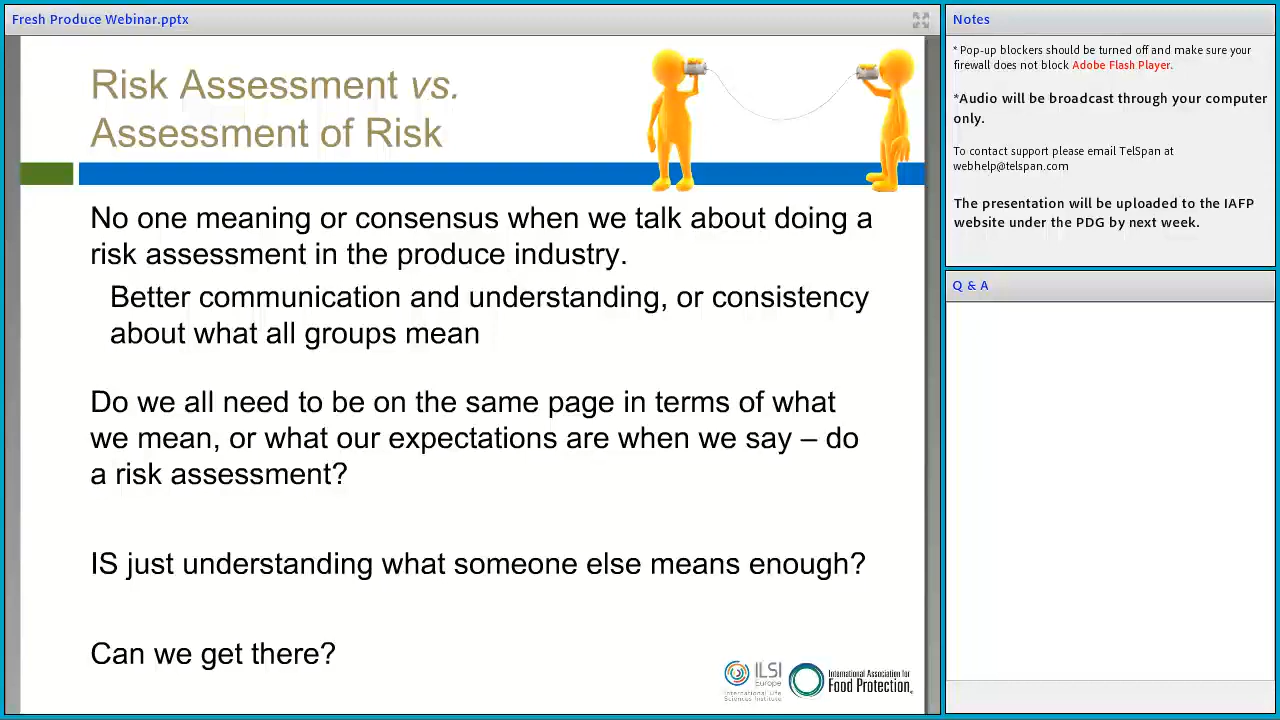 Fresh Produce Webinar.pptx
Risk Assessment vs.
Assessment of Risk
No one meaning or consensus when we talk about doing a
risk assessment in the produce industry.
Better communication and understanding, or consistency
about what all groups mean
Do we all need to be on the same page in terms of what
we mean, or what our expectations are when we say – do
a risk assessment?
IS just understanding what someone else means enough?
Can we get there?
ILSI
Europe
International Life
Sciences Institute
International Association for
Food Protection
Notes
* Pop-up blockers should be turned off and make sure your
firewall does not block Adobe Flash Player.
*Audio will be broadcast through your computer
only.
To contact support please email TelSpan at
webhelp@telspan.com
The presentation will be uploaded to the IAFP
website under the PDG by next week.
Q & A